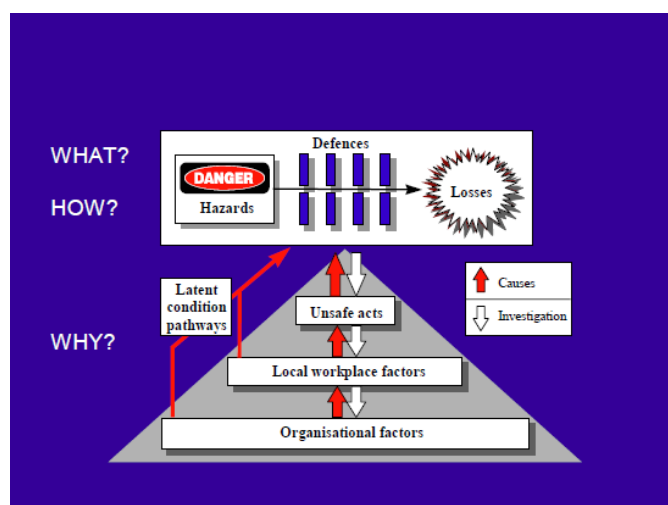 WHAT?
HOW?
WHY?
Defences
DANGER
Hazards
Losses
Latent
condition
pathways
Unsafe acts
Local workplace factors
Organisational factors
Causes
Investigation